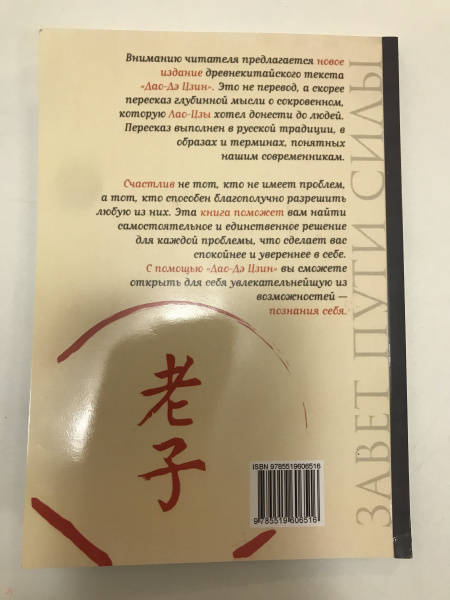 Вниманию читателя предлагается новое
издание древнекитайского текста
«Дао-Дэ Цзин». Это не перевод, а скорее
пересказ глубинной мысли о сокровенном,
которую Лао-Цзы хотел донести до людей.
Пересказ выполнен в русской традиции, в
образах и терминах, понятных
нашим современникам.
Счастлив не тот, кто не имеет проблем,
а тот, кто способен благополучно разрешить
любую из них. Эта книга поможет вам найти
самостоятельное и единственное решение
для каждой проблемы, что сделает вас
спокойнее и увереннее в себе.
С помощью «Дао-Дэ Цзин» вы сможете
открыть для себя увлекательнейшую из
возможностей —
познания себя.
ЗАВЕТ ПУТИ СИЛЫ
老子
ISBN 9785519606516
9 785519 606516